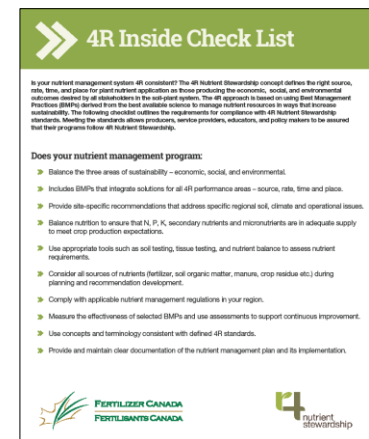 4R Inside Check List
Is your nutrient management system 4R consistent? The 4R Nutrient Stewardship concept defines the right source,
rate, time, and place for plant nutrient application as those producing the economic, social, and environmental
outcomes desired by all stakeholders in the soil-plant system. The 4R approach is based on using Best Management
Practices (BMPs) derived from the best available science to manage nutrient resources in ways that increase
sustainability. The following checklist outlines the requirements for compliance with 4R Nutrient Stewardship
standards. Meeting the standards allows producers, service providers, educators, and policy makers to be assured
that their programs follow 4R Nutrient Stewardship.
Does your nutrient management program:
Balance the three areas of sustainability – economic, social, and environmental.
Includes BMPs that integrate solutions for all 4R performance areas – source, rate, time and place.
Provide site-specific recommendations that address specific regional soil, climate and operational issues.
Balance nutrition to ensure that N, P, K, secondary nutrients and micronutrients are in adequate supply
to meet crop production expectations.
Use appropriate tools such as soil testing, tissue testing, and nutrient balance to assess nutrient
requirements.
Consider all sources of nutrients (fertilizer, soil organic matter, manure, crop residue etc.) during
planning and recommendation development.
Comply with applicable nutrient management regulations in your region.
Measure the effectiveness of selected BMPs and use assessments to support continuous improvement.
Use concepts and terminology consistent with defined 4R standards.
Provide and maintain clear documentation of the nutrient management plan and its implementation.
FERTILIZER CANADA
FERTILISANTS CANADA
r4
nutrient
stewardship